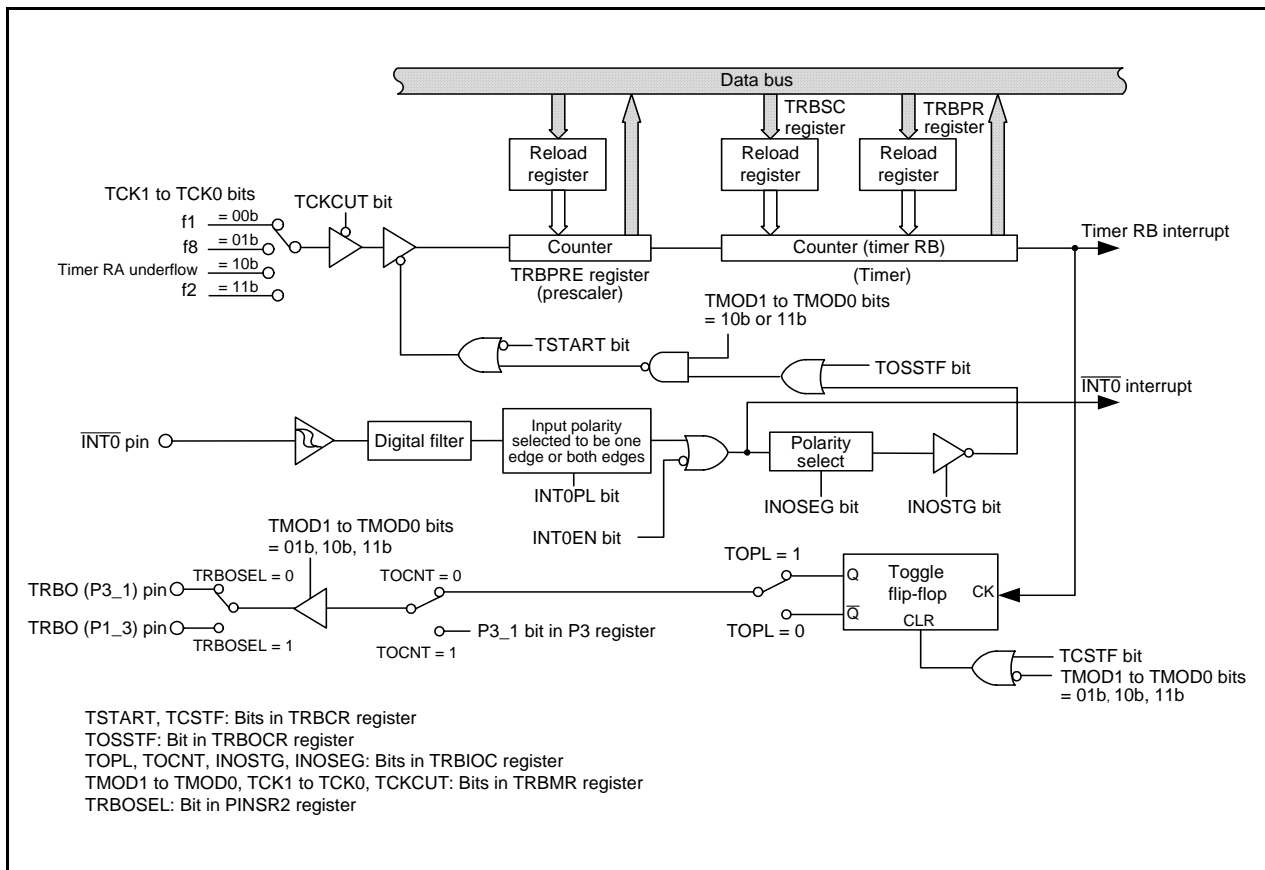 Data bus
TRBSC
register
TRBPR
register
Reload
register
Reload
register
Reload
register
TCK1 to TCK0 bits
TCKCUT bit
f1
= 00b
f8
= 01b
Timer RA underflow
= 10b
f2
= 11b
Counter
Counter (timer RB)
Timer RB interrupt
TRBPRE register
(prescaler)
(Timer)
TMOD1 to TMOD0 bits
= 10b or 11b
TSTART bit
TOSSTF bit
INT0 interrupt
INT0 pin
Digital filter
Input polarity
selected to be one
edge or both edges
Polarity
select
INT0PL bit
INOSEG bit
INOSTG bit
INT0EN bit
TMOD1 to TMOD0 bits
= 01b, 10b, 11b
TOPL = 1
Q
Toggle
flip-flop
CK
TRBO (P3_1) pin
TRBOSEL = 0
TOCNT = 0
Q
CLR
TRBO (P1_3) pin
TRBOSEL = 1
P3_1 bit in P3 register
TOCNT = 1
TOPL = 0
TCSTF bit
TMOD1 to TMOD0 bits
= 01b, 10b, 11b
TSTART, TCSTF: Bits in TRBCR register
TOSSTF: Bit in TRBOCR register
TOPL, TOCNT, INOSTG, INOSEG: Bits in TRBIOC register
TMOD1 to TMOD0, TCK1 to TCK0, TCKCUT: Bits in TRBMR register
TRBOSEL: Bit in PINSR2 register